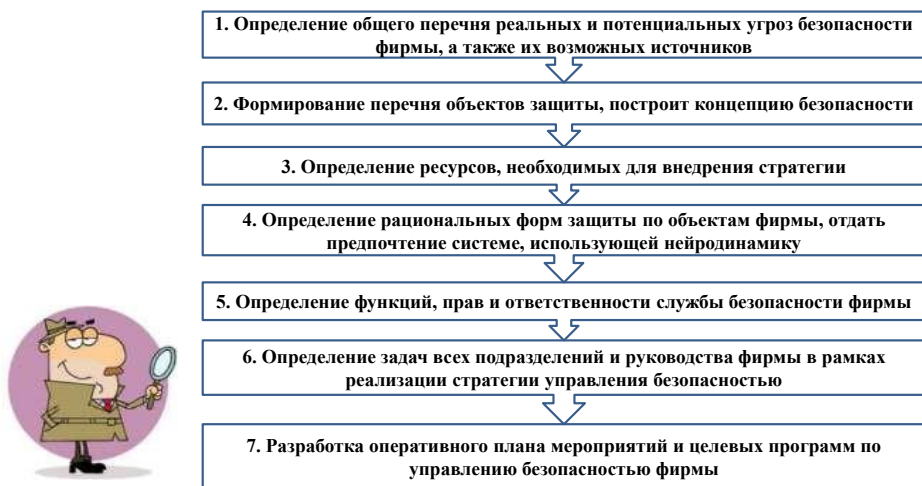 1. Определение общего перечня реальных и потенциальных угроз безопасности
фирмы, а также их возможных источников
2. Формирование перечня объектов защиты, построит концепцию безопасности
3. Определение ресурсов, необходимых для внедрения стратегии
4. Определение рациональных форм защиты по объектам фирмы, отдать
предпочтение системе, использующей нейродинамику
5. Определение функций, прав и ответственности службы безопасности фирмы
6. Определение задач всех подразделений и руководства фирмы в рамках
реализации стратегии управления безопасностью
7. Разработка оперативного плана мероприятий и целевых программ по
управлению безопасностью фирмы